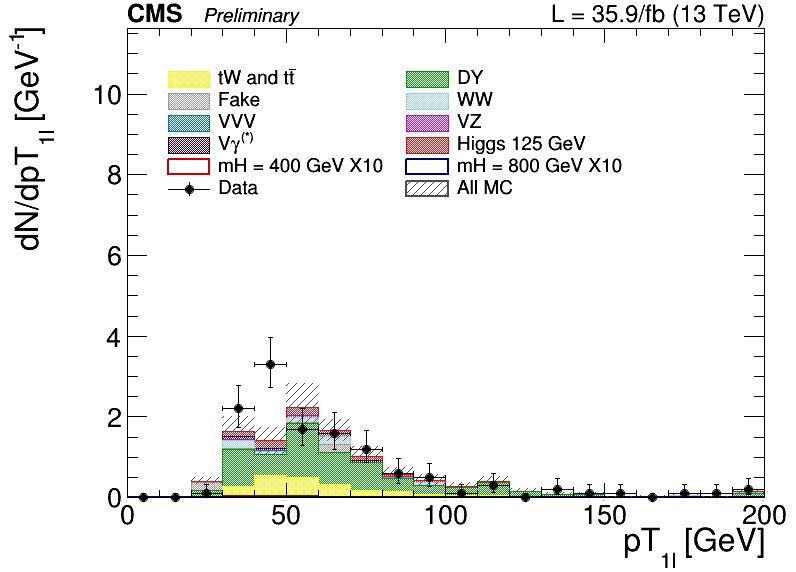 CMS Preliminary L = 35.9/fb (13 TeV)
dN/dpT1l [GeV-1]
tW and tt̄ DY
Fake WW
VVV VZ
Vγ(*) Higgs 125 GeV
mH = 400 GeV X10 mH = 800 GeV X10
Data All MC
10
8
6
4
2
0
0 50 100 150 200
pT1l [GeV]